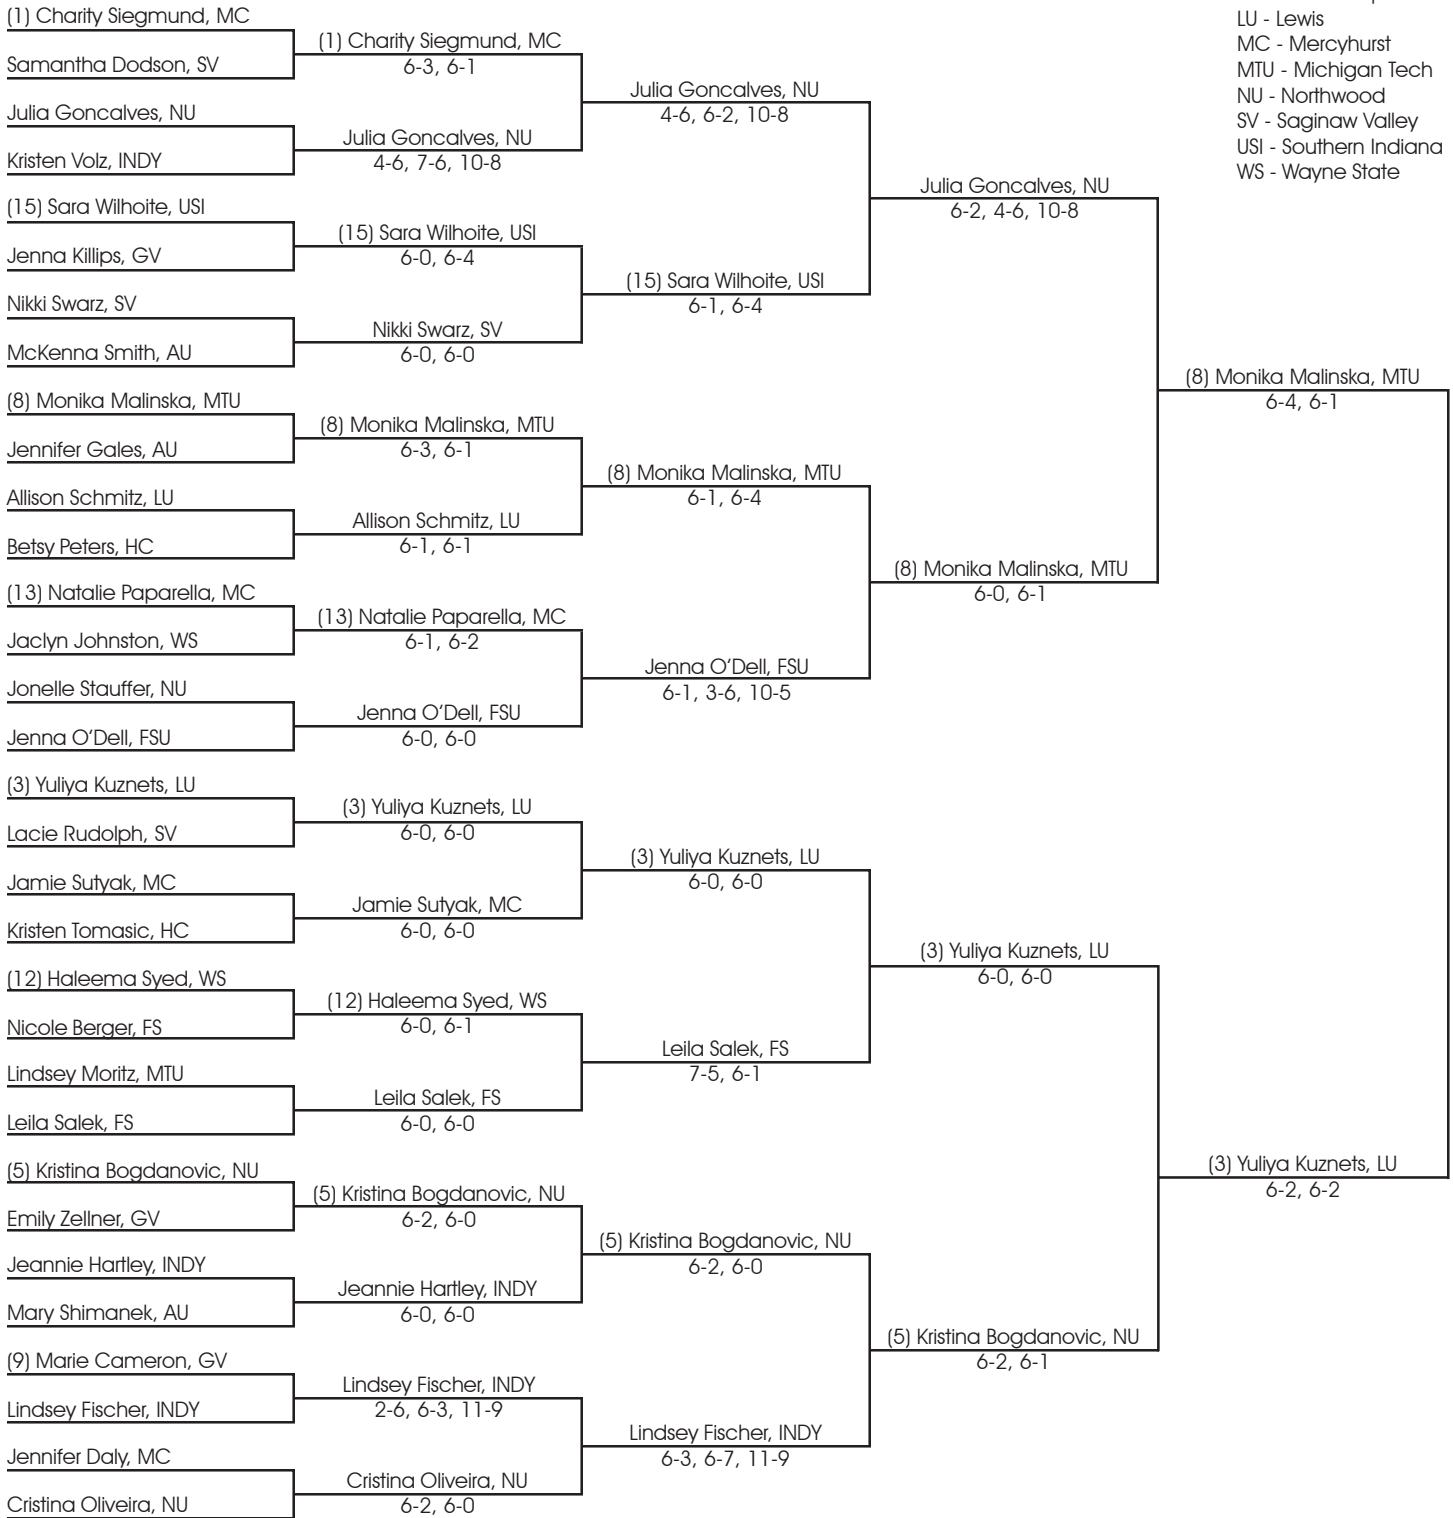 (1) Charity Siegmund, MC
Samantha Dodson, SV
Julia Goncalves, NU
Kristen Volz, INDY
(15) Sara Wilhoite, USI
Jenna Killips, GV
Nikki Swarz, SV
McKenna Smith, AU
(8) Monika Malinska, MTU
Jennifer Gales, AU
Allison Schmitz, LU
Betsy Peters, HC
(13) Natalie Paparella, MC
Jaclyn Johnston, WS
Jonelle Stauffer, NU
Jenna O'Dell, FSU
(3) Yuliya Kuznets, LU
Lacie Rudolph, SV
Jamie Sutyak, MC
Kristen Tomasic, HC
(12) Haleema Syed, WS
Nicole Berger, FS
Lindsey Moritz, MTU
Leila Salek, FS
(5) Kristina Bogdanovic, NU
Emily Zellner, GV
Jeannie Hartley, INDY
Mary Shimanek, AU
(9) Marie Cameron, GV
Lindsey Fischer, INDY
Jennifer Daly, MC
Cristina Oliveira, NU
(1) Charity Siegmund, MC
6-3, 6-1
Julia Goncalves, NU
4-6, 7-6, 10-8
(15) Sara Wilhoite, USI
6-0, 6-4
Nikki Swarz, SV
6-0, 6-0
(8) Monika Malinska, MTU
6-3, 6-1
Allison Schmitz, LU
6-1, 6-1
(13) Natalie Paparella, MC
6-1, 6-2
Jenna O'Dell, FSU
6-0, 6-0
(3) Yuliya Kuznets, LU
6-0, 6-0
Jamie Sutyak, MC
6-0, 6-0
(12) Haleema Syed, WS
6-0, 6-1
Leila Salek, FS
6-0, 6-0
(5) Kristina Bogdanovic, NU
6-2, 6-0
Jeannie Hartley, INDY
6-0, 6-0
Lindsey Fischer, INDY
2-6, 6-3, 11-9
Cristina Oliveira, NU
6-2, 6-0
Julia Goncalves, NU
4-6, 6-2, 10-8
(15) Sara Wilhoite, USI
6-1, 6-4
(8) Monika Malinska, MTU
6-1, 6-4
Jenna O'Dell, FSU
6-1, 3-6, 10-5
(3) Yuliya Kuznets, LU
6-0, 6-0
Leila Salek, FS
7-5, 6-1
(5) Kristina Bogdanovic, NU
6-2, 6-0
Lindsey Fischer, INDY
6-3, 6-7, 11-9
Julia Goncalves, NU
6-2, 4-6, 10-8
(8) Monika Malinska, MTU
6-0, 6-1
(3) Yuliya Kuznets, LU
6-0, 6-0
(5) Kristina Bogdanovic, NU
6-2, 6-1
(8) Monika Malinska, MTU
6-4, 6-1
(3) Yuliya Kuznets, LU
6-2, 6-2
LU - Lewis
MC - Mercyhurst
MTU - Michigan Tech
NU - Northwood
SV - Saginaw Valley
USI - Southern Indiana
WS - Wayne State